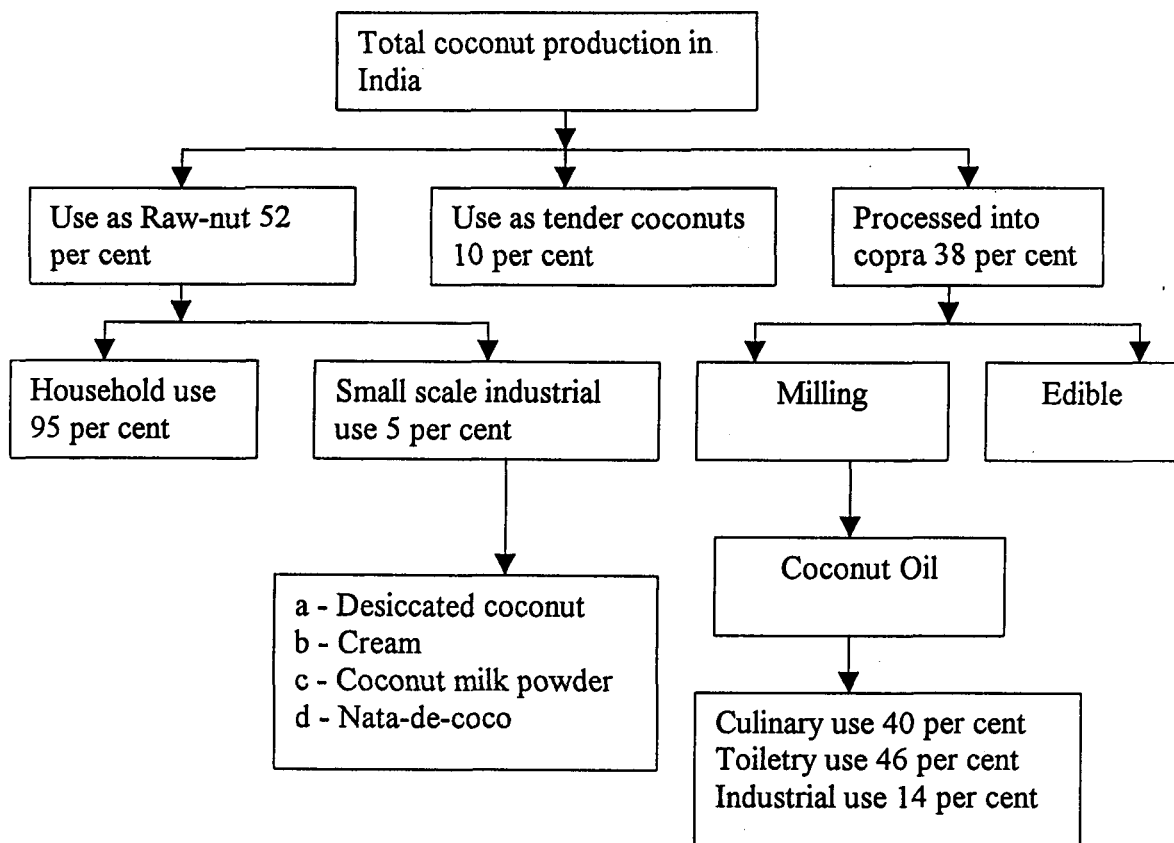 Total coconut production in
India
Use as Raw-nut 52
per cent
Use as tender coconuts
10 per cent
Processed into
copra 38 per cent
Household use
95 per cent
Small scale industrial
use 5 per cent
Milling
Edible
a - Desiccated coconut
b - Cream
c - Coconut milk powder
d - Nata-de-coco
Coconut Oil
Culinary use 40 per cent
Toiletry use 46 per cent
Industrial use 14 per cent